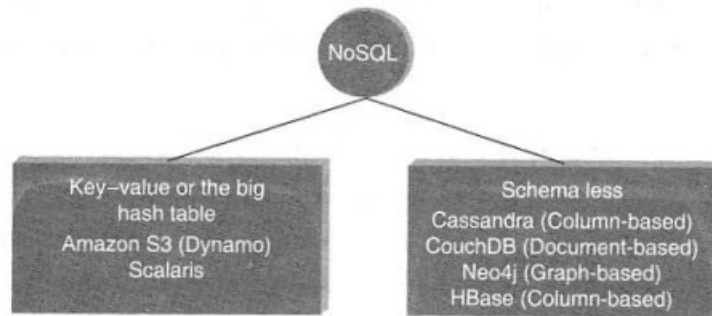 NoSQL
Key–value or the big
hash table
Amazon S3 (Dynamo)
Scalaris
Schema less
Cassandra (Column-based)
CouchDB (Document-based)
Neo4j (Graph-based)
HBase (Column-based)